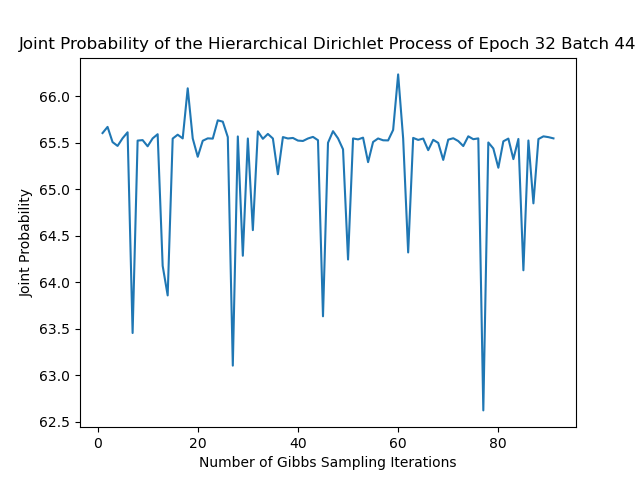 Joint Probability of the Hierarchical Dirichlet Process of Epoch 32 Batch 44
66.0
65.5
65.0
64.5
64.0
63.5
63.0
62.5
Joint Probability
0 20 40 60 80
Number of Gibbs Sampling Iterations